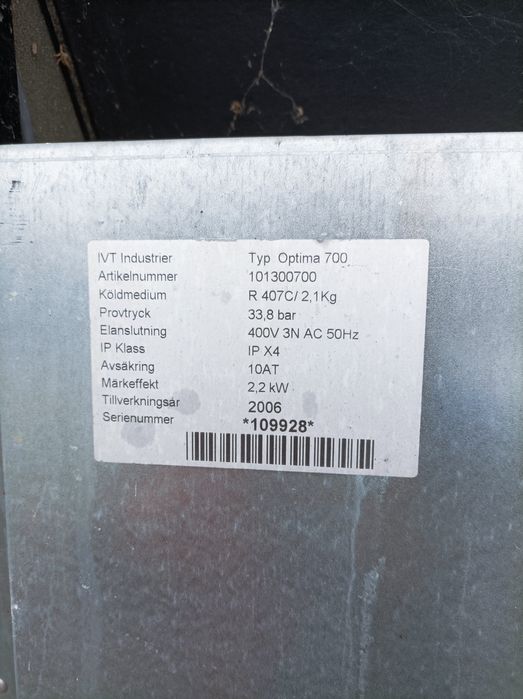 IVT Industrier Typ Optima 700
Artikelnummer 101300700
Köldmedium R 407C/ 2,1Kg
Provtryck 33,8 bar
Elanslutning 400V 3N AC 50Hz
IP Klass IP X4
Avsäkring 10AT
Märkeffekt 2,2 kW
Tillverkningsår 2006
Serienummer *109928*